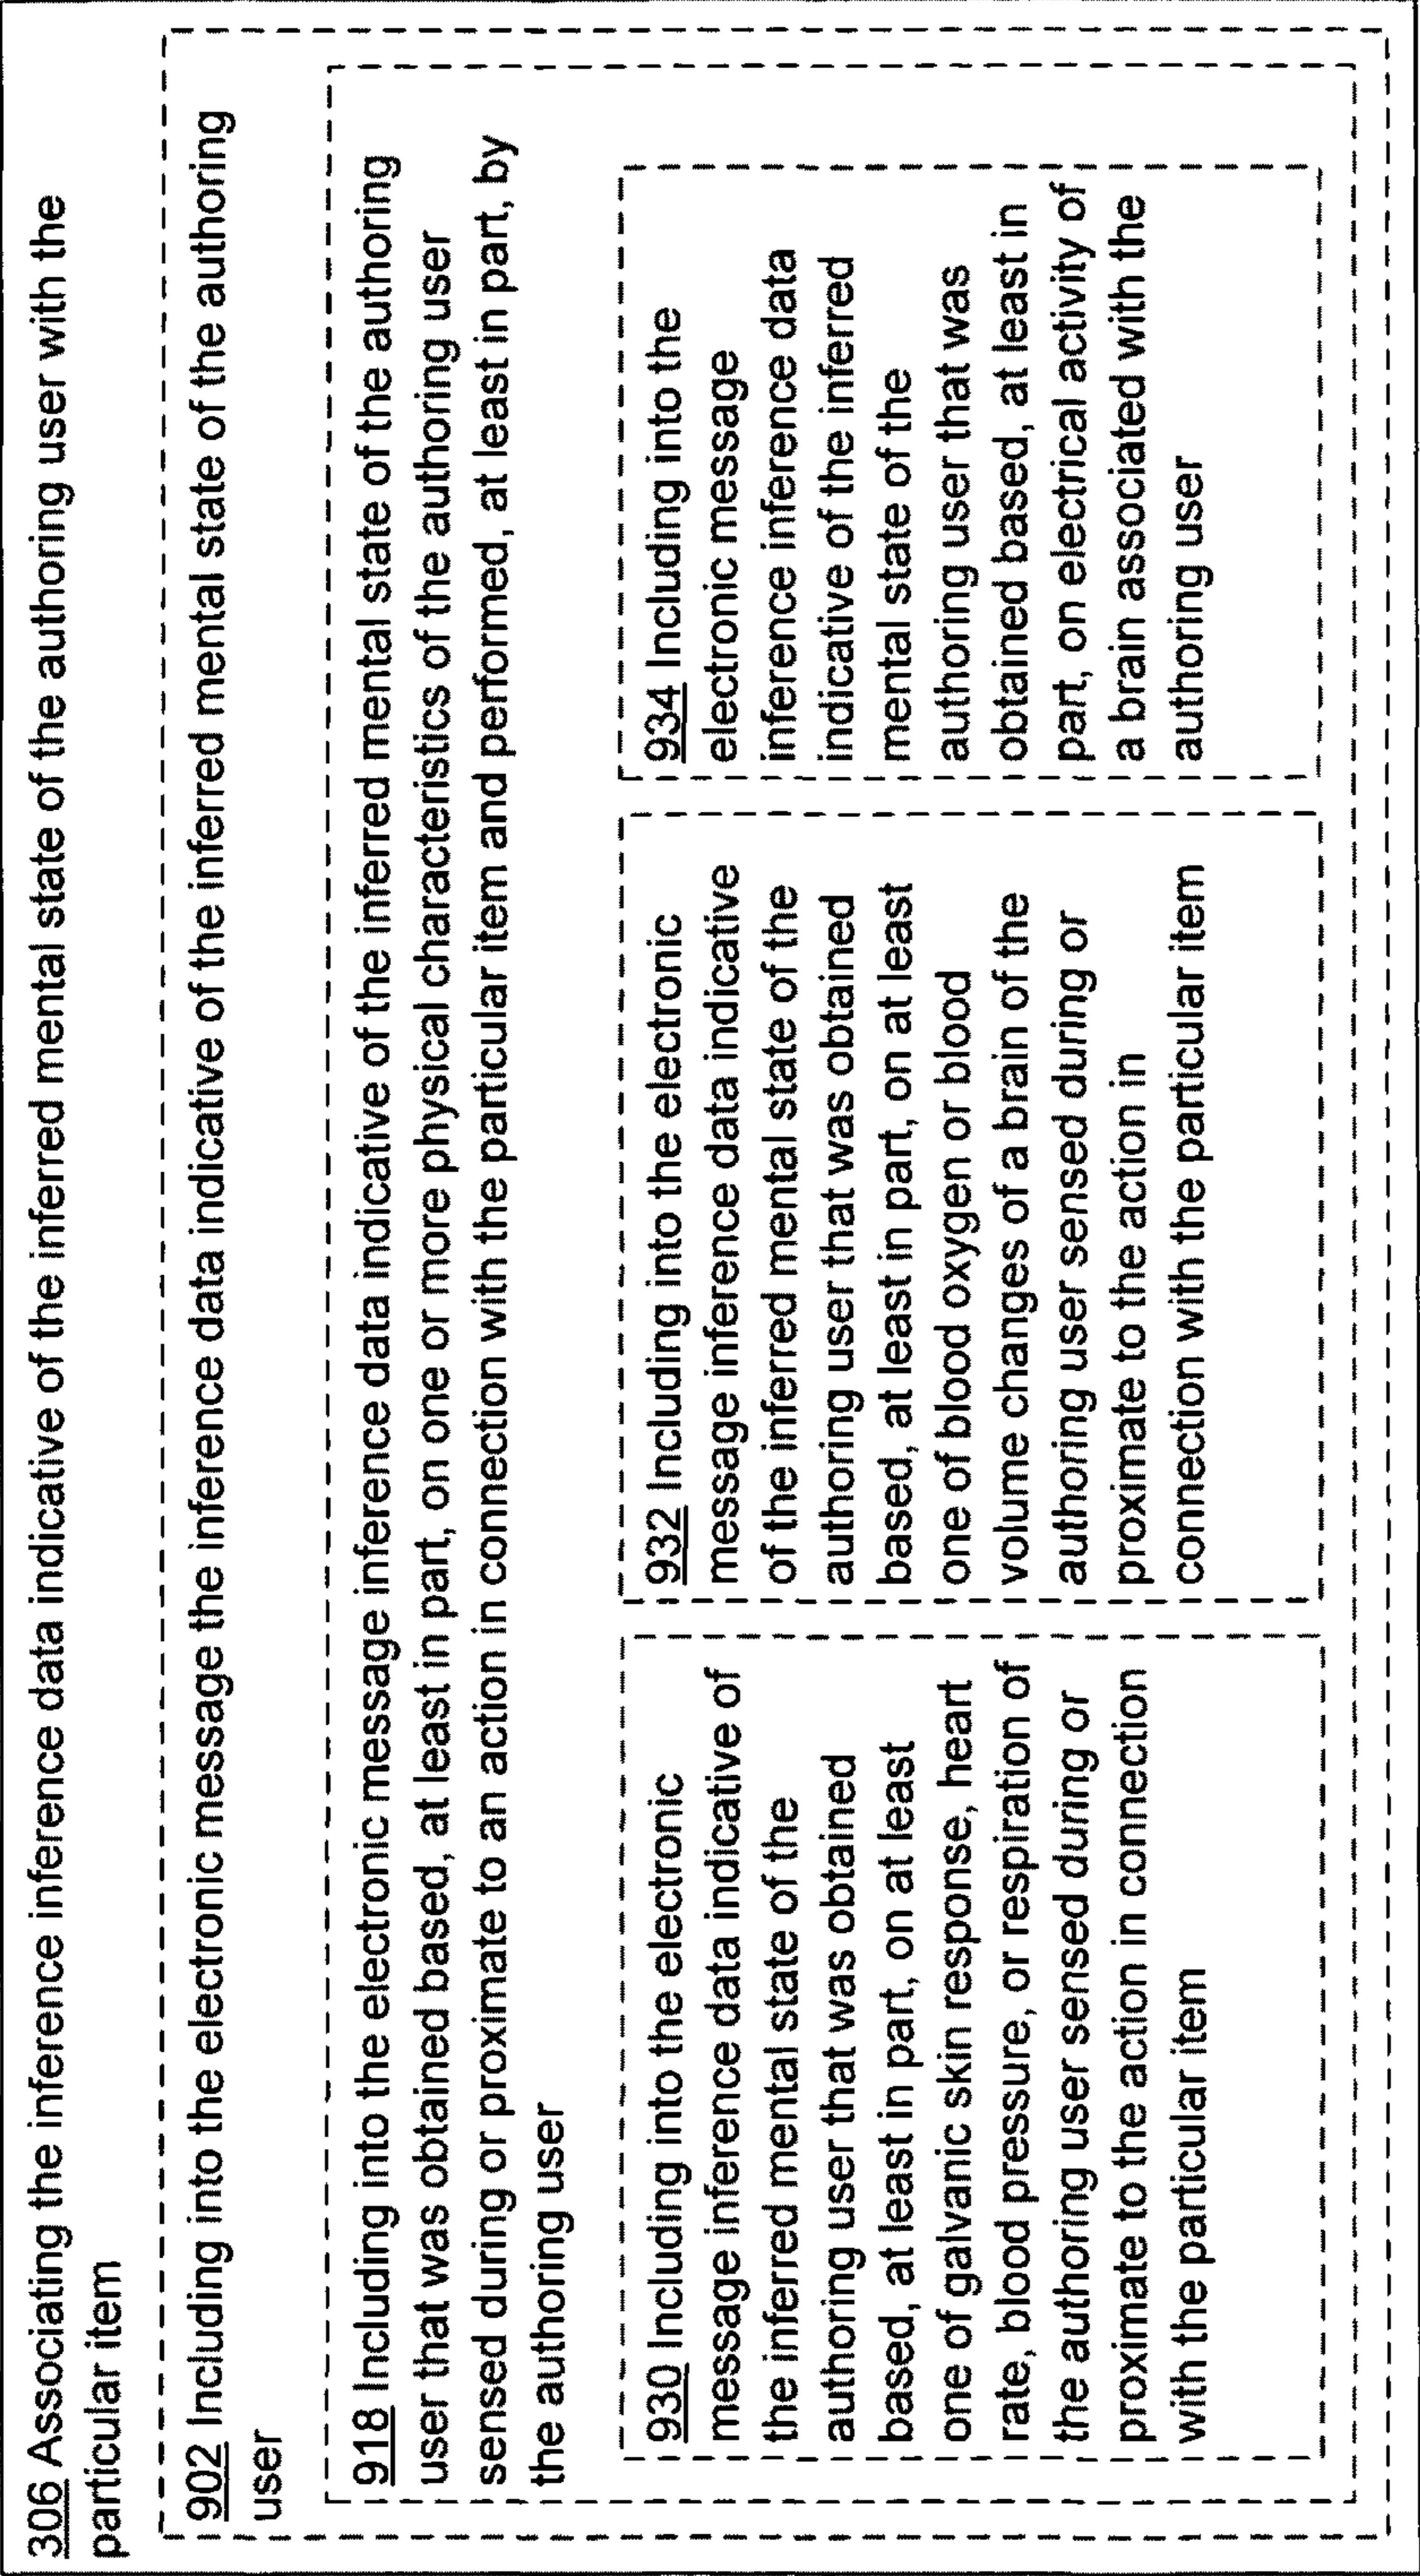 306 Associating the inference inference data indicative of the inferred mental state of the authoring user with the
particular item
902 Including into the electronic message the inference data indicative of the inferred mental state of the authoring
user
918 Including into the electronic message inference data indicative of the inferred mental state of the authoring
user that was obtained based, at least in part, on one or more physical characteristics of the authoring user
sensed during or proximate to an action in connection with the particular item and performed, at least in part, by
the authoring user
930 Including into the electronic
message inference data indicative of
the inferred mental state of the
authoring user that was obtained
based, at least in part, on at least
one of galvanic skin response, heart
rate, blood pressure, or respiration of
the authoring user sensed during or
proximate to the action in connection
with the particular item
932 Including into the electronic
message inference data indicative
of the inferred mental state of the
authoring user that was obtained
based, at least in part, on at least
one of blood oxygen or blood
volume changes of a brain of the
authoring user sensed during or
proximate to the action in
connection with the particular item
934 Including into the
electronic message
inference inference data
indicative of the inferred
mental state of the
authoring user that was
obtained based, at least in
part, on electrical activity of
a brain associated with the
authoring user